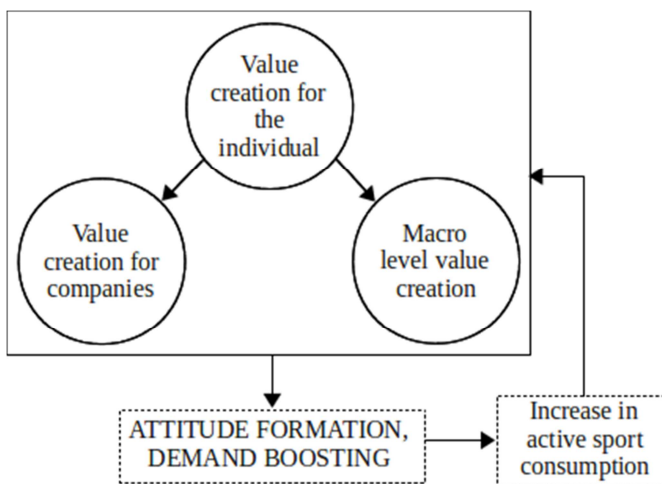 Value
creation for
the
individual
Value
creation for
companies
Macro
level value
creation
ATTITUDE FORMATION,
DEMAND BOOSTING
Increase in
active sport
consumption